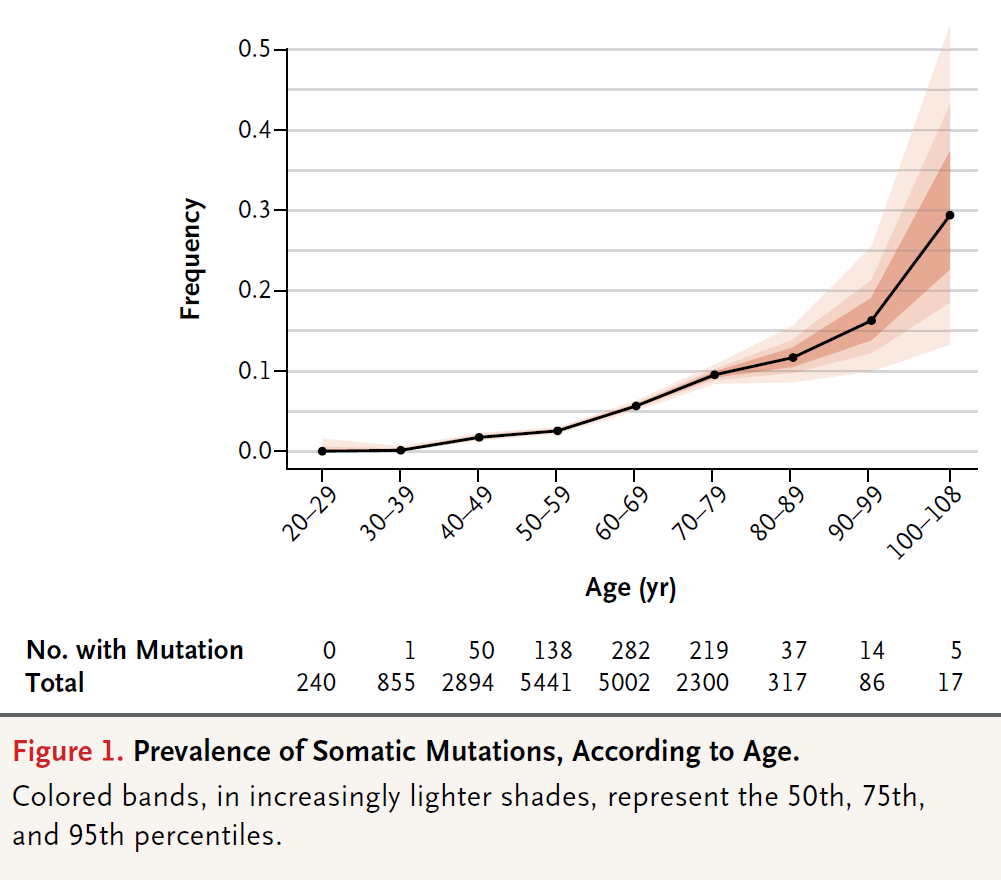 0.5
0.4
0.3
0.2
0.1
0.0
Frequency
20–29
30–39
40–49
50–59
60–69
70–79
80–89
90–99
100–108
Age (yr)
No. with Mutation 0 1 50 138 282 219 37 14 5
Total 240 855 2894 5441 5002 2300 317 86 17
Figure 1. Prevalence of Somatic Mutations, According to Age.
Colored bands, in increasingly lighter shades, represent the 50th, 75th,
and 95th percentiles.